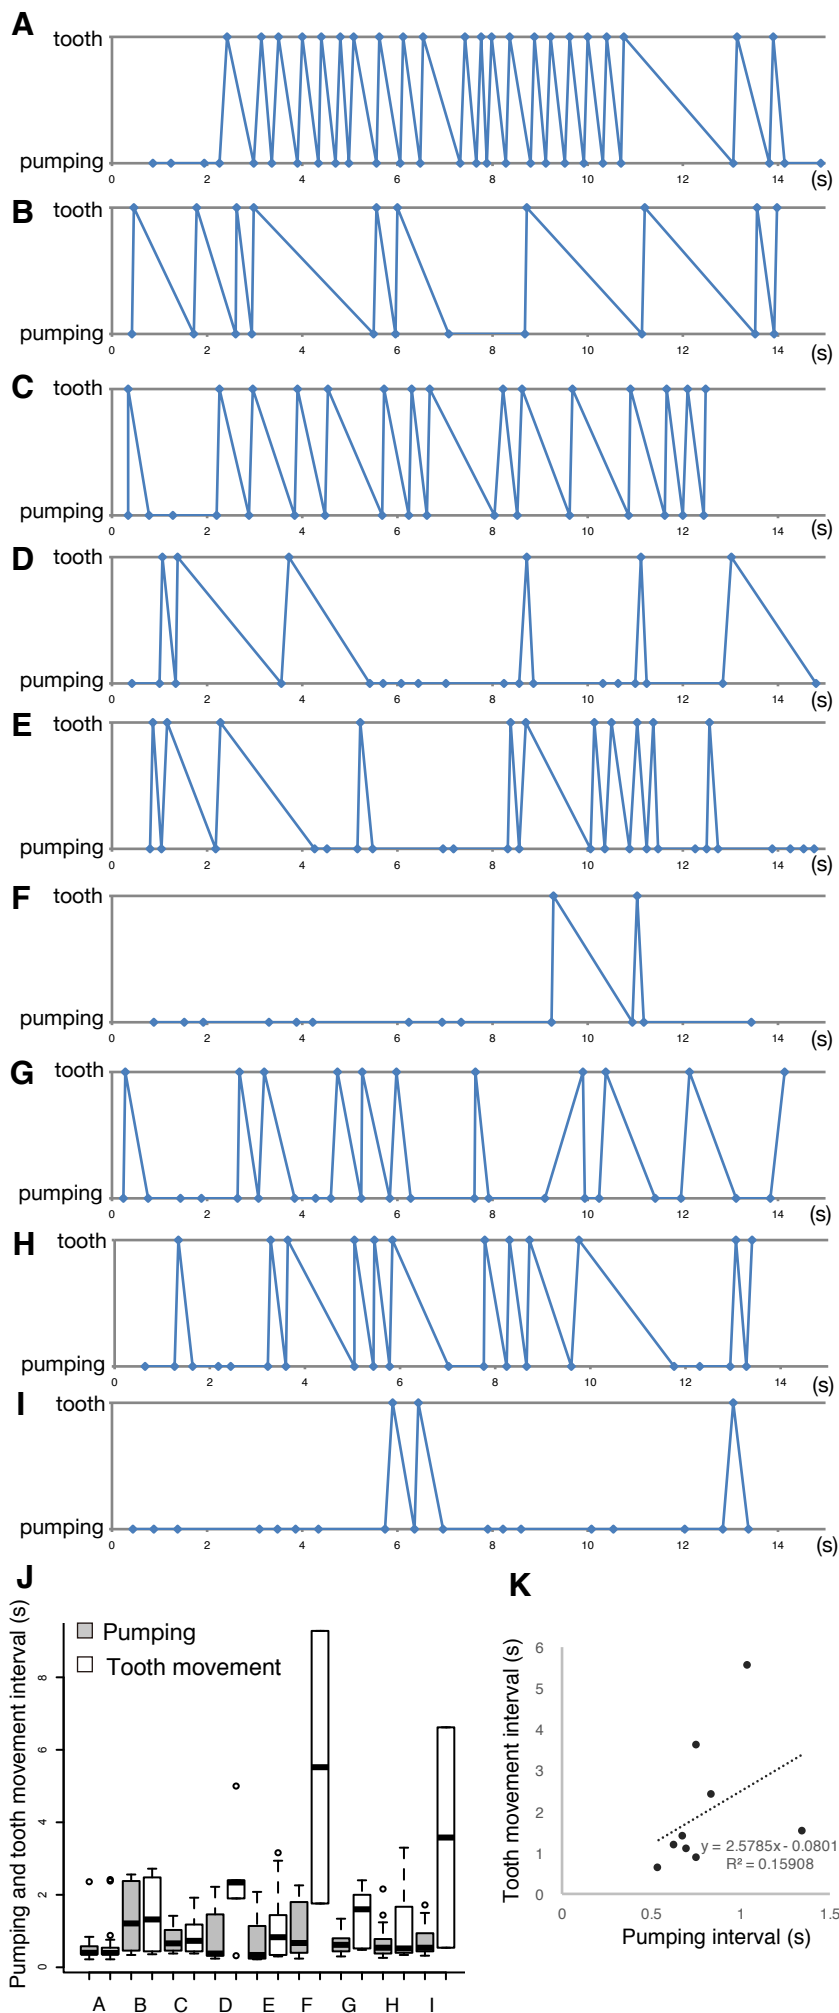 A
tooth
pumping
0 2 4 6 8 10 12 14 (s)
B
tooth
pumping
0 2 4 6 8 10 12 14 (s)
C
tooth
pumping
0 2 4 6 8 10 12 14 (s)
D
tooth
pumping
0 2 4 6 8 10 12 14 (s)
E
tooth
pumping
0 2 4 6 8 10 12 14 (s)
F
tooth
pumping
0 2 4 6 8 10 12 14 (s)
G
tooth
pumping
0 2 4 6 8 10 12 14 (s)
H
tooth
pumping
0 2 4 6 8 10 12 14 (s)
I
tooth
pumping
0 2 4 6 8 10 12 14 (s)
J
Pumping and tooth movement interval (s)
Pumping
Tooth movement
8
6
4
2
0
A B C D E F G H I
K
Tooth movement interval (s)
6
5
4
3
2
1
0
y = 2.5785x - 0.0801
R² = 0.15908
0 0.5 1 1.5
Pumping interval (s)